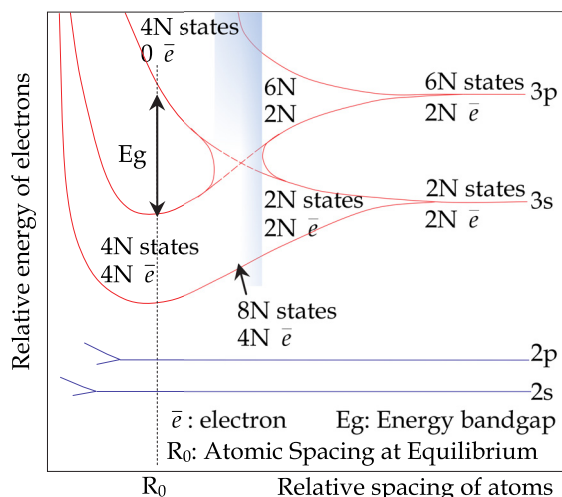 4N states
0 ē
6N states
2N ē
3p
6N
2N
Eg
2N states
2N ē
3s
2N states
2N ē
4N states
4N ē
8N states
4N ē
2p
2s
ē : electron
Eg: Energy bandgap
R₀: Atomic Spacing at Equilibrium
R₀
Relative spacing of atoms
Relative energy of electrons